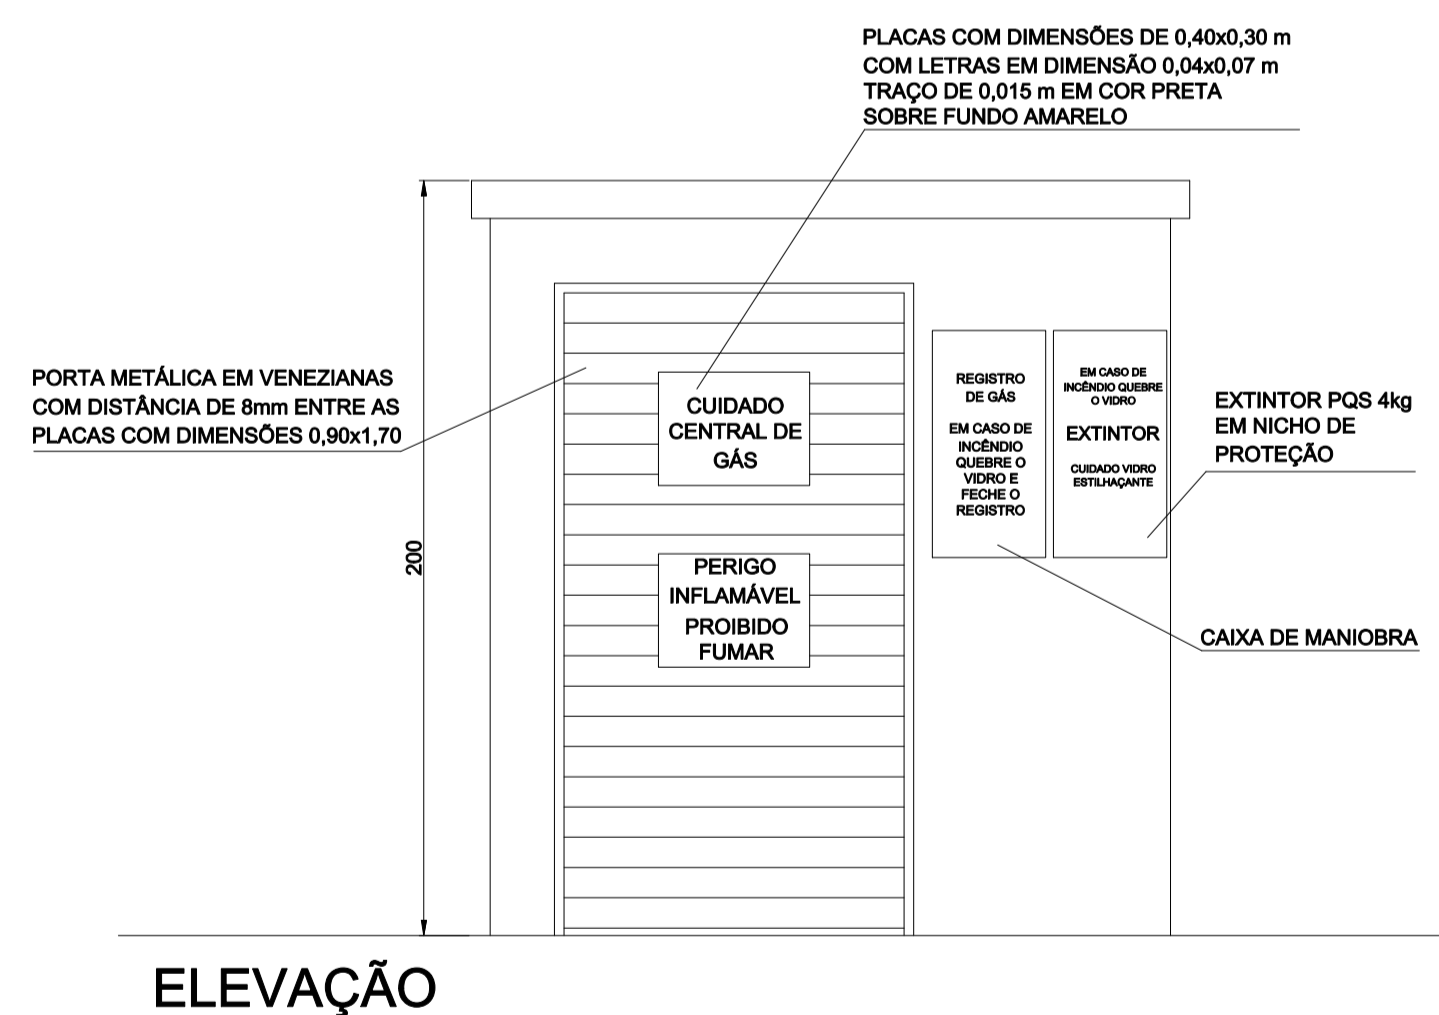 PLACAS COM DIMENSÕES DE 0,40x0,30 m
COM LETRAS EM DIMENSÃO 0,04x0,07 m
TRAÇO DE 0,015 m EM COR PRETA
SOBRE FUNDO AMARELO
PORTA METÁLICA EM VENEZIANAS
COM DISTÂNCIA DE 8mm ENTRE AS
PLACAS COM DIMENSÕES 0,90x1,70
200
CUIDADO
CENTRAL DE
GÁS
PERIGO
INFLAMÁVEL
PROIBIDO
FUMAR
REGISTRO
DE GÁS
EM CASO DE
INCÊNDIO
QUEBRE O
VIDRO E
FECHE O
REGISTRO
EM CASO DE
INCÊNDIO QUEBRE
O VIDRO
EXTINTOR
CUIDADO VIDRO
ESTILHAÇANTE
EXTINTOR PQS 4kg
EM NICHO DE
PROTEÇÃO
CAIXA DE MANIOBRA
ELEVAÇÃO